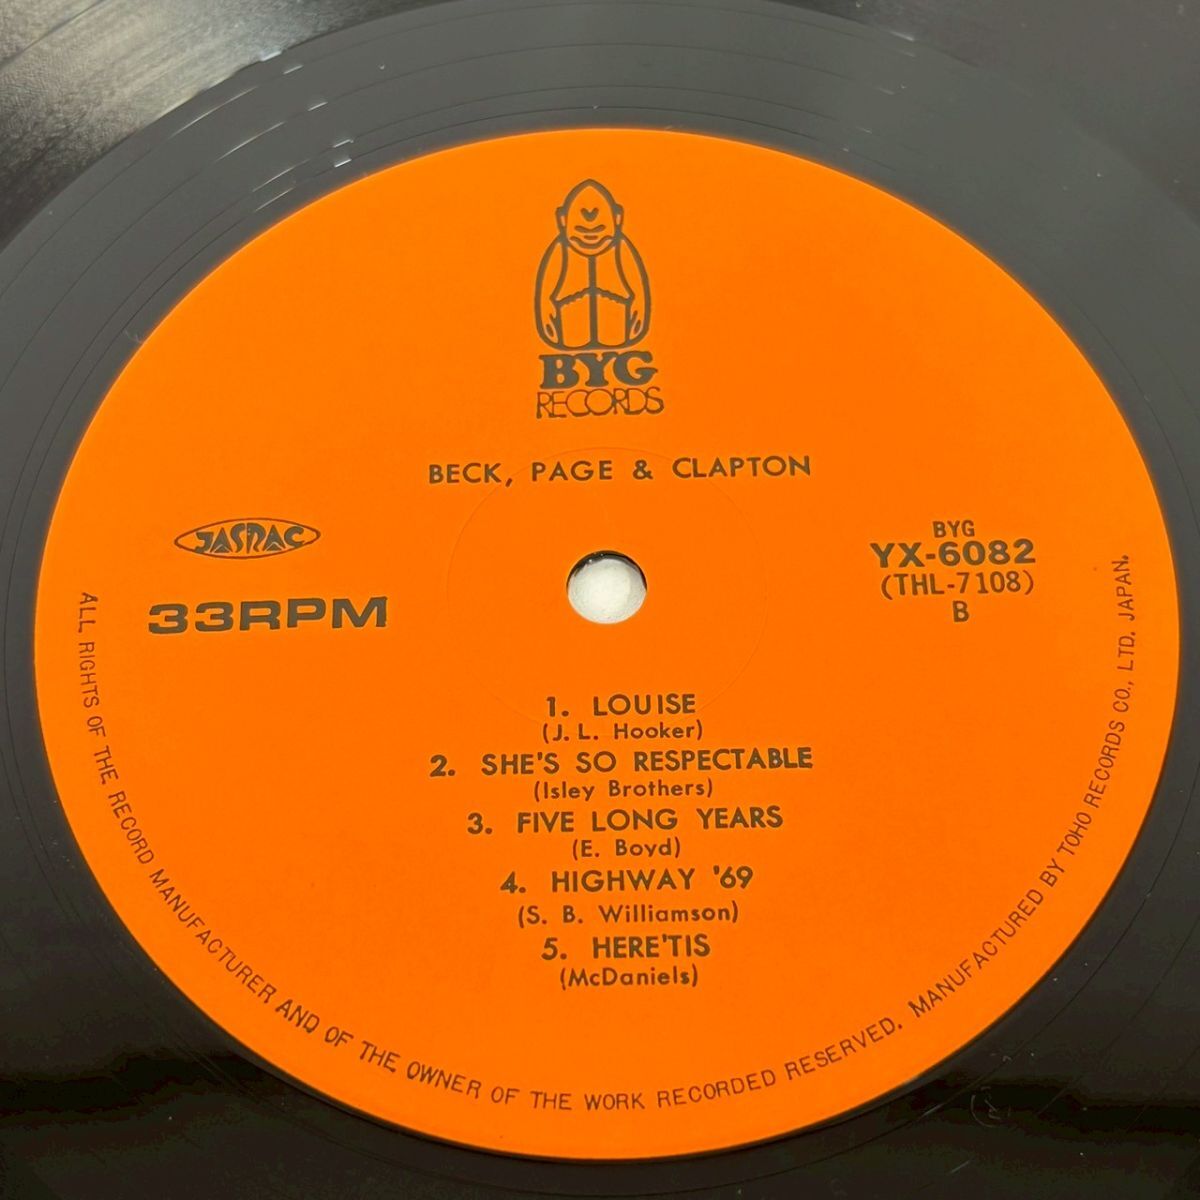 BYG
RECORDS
BECK, PAGE & CLAPTON
JASRAC
33RPM
BYG
YX-6082
(THL-7108)
B
1. LOUISE
(J. L. Hooker)
2. SHE'S SO RESPECTABLE
(Isley Brothers)
3. FIVE LONG YEARS
(E. Boyd)
4. HIGHWAY '69
(S. B. Williamson)
5. HERE'TIS
(McDaniels)
ALL RIGHTS OF THE RECORD MANUFACTURER AND OF THE OWNER OF THE WORK RECORDED RESERVED. MANUFACTURED BY TOHO RECORDS CO., LTD. JAPAN.